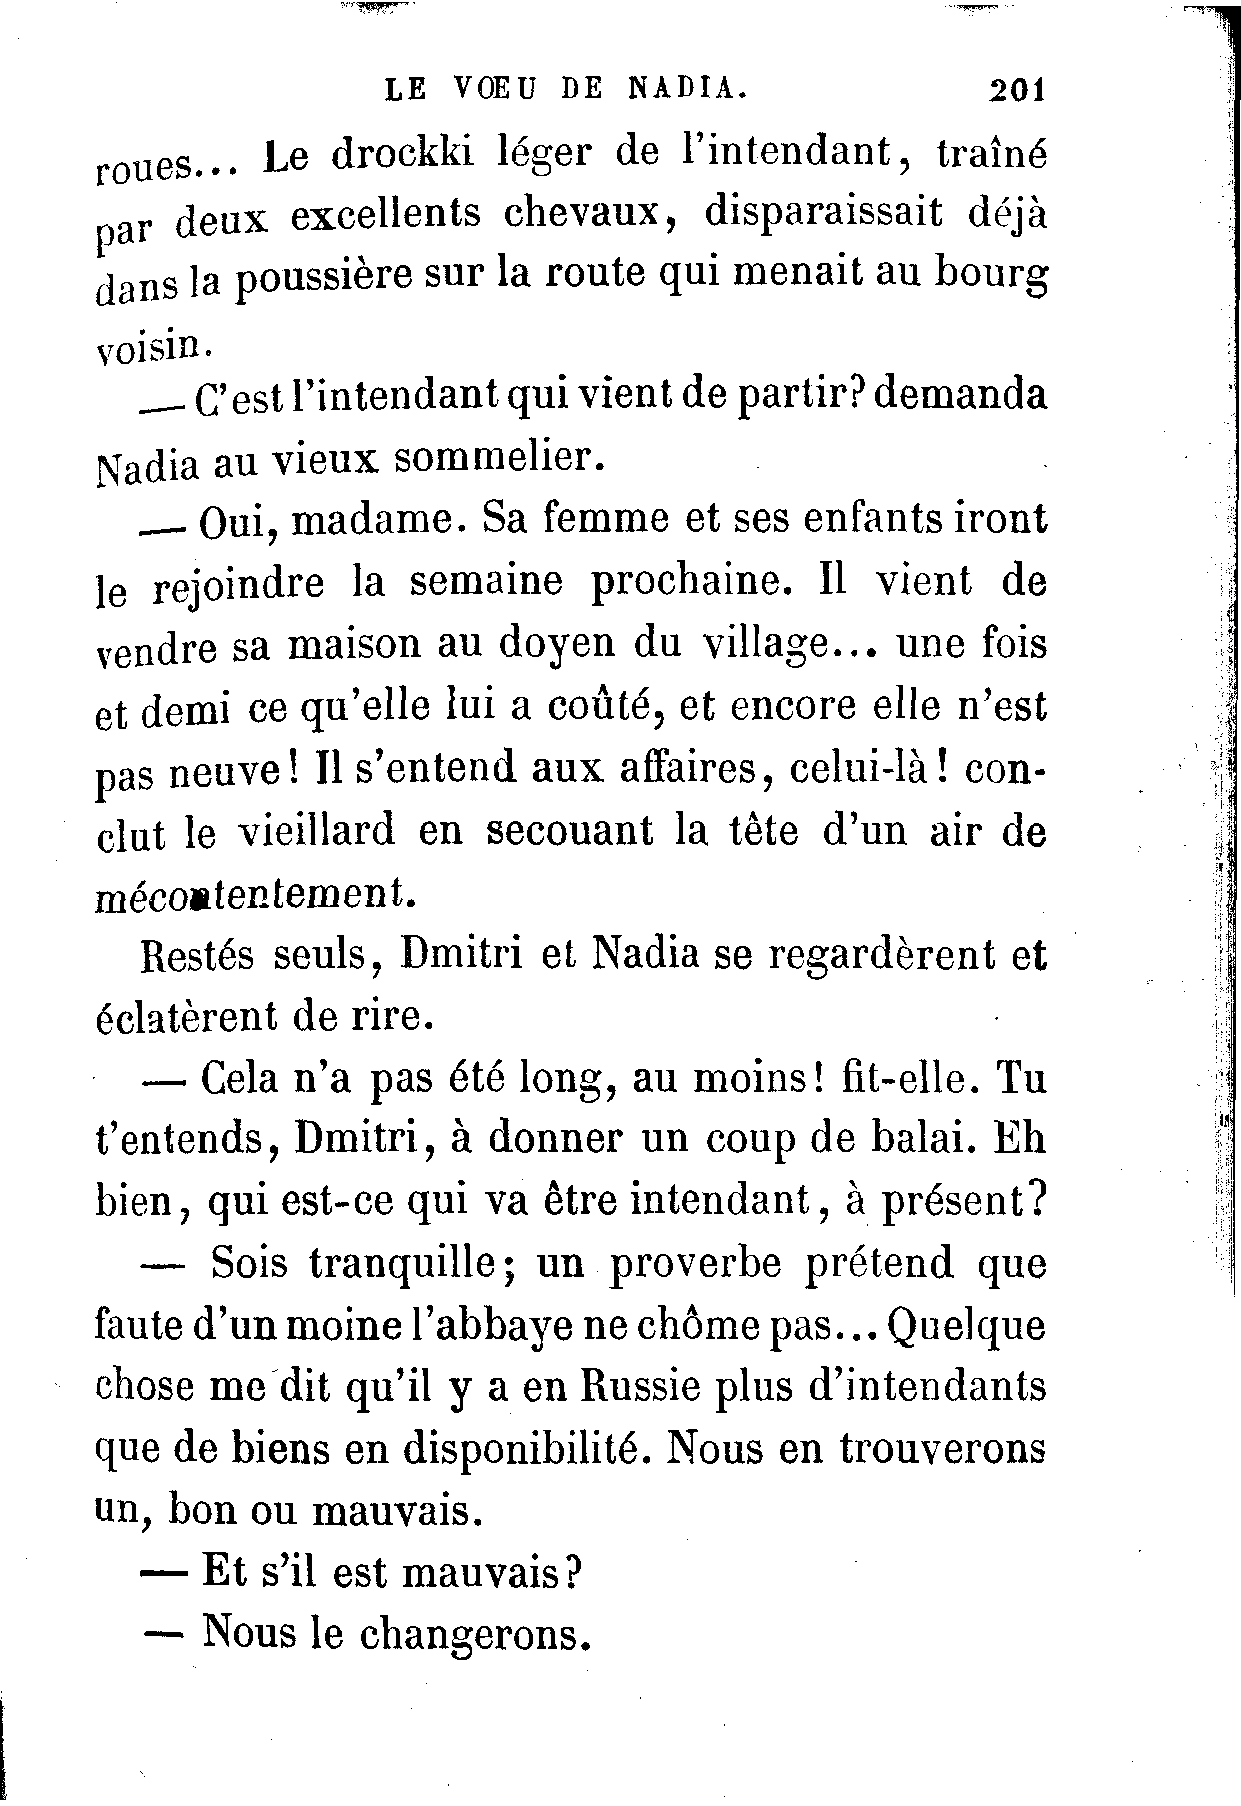 LE VŒU DE NADIA. 201
roues... Le drockki léger de l'intendant, traîné
par deux excellents chevaux, disparaissait déjà
dans la poussière sur la route qui menait au bourg
voisin.
— C'est l'intendant qui vient de partir? demanda
Nadia au vieux sommelier.
— Oui, madame. Sa femme et ses enfants iront
le rejoindre la semaine prochaine. Il vient de
vendre sa maison au doyen du village... une fois
et demi ce qu'elle lui a coûté, et encore elle n'est
pas neuve! Il s'entend aux affaires, celui-là! con-
clut le vieillard en secouant la tête d'un air de
mécontentement.
Restés seuls, Dmitri et Nadia se regardèrent et
éclatèrent de rire.
— Cela n'a pas été long, au moins! fit-elle. Tu
t'entends, Dmitri, à donner un coup de balai. Eh
bien, qui est-ce qui va être intendant, à présent?
— Sois tranquille; un proverbe prétend que
faute d'un moine l'abbaye ne chôme pas... Quelque
chose me dit qu'il y a en Russie plus d'intendants
que de biens en disponibilité. Nous en trouverons
un, bon ou mauvais.
— Et s'il est mauvais?
— Nous le changerons.